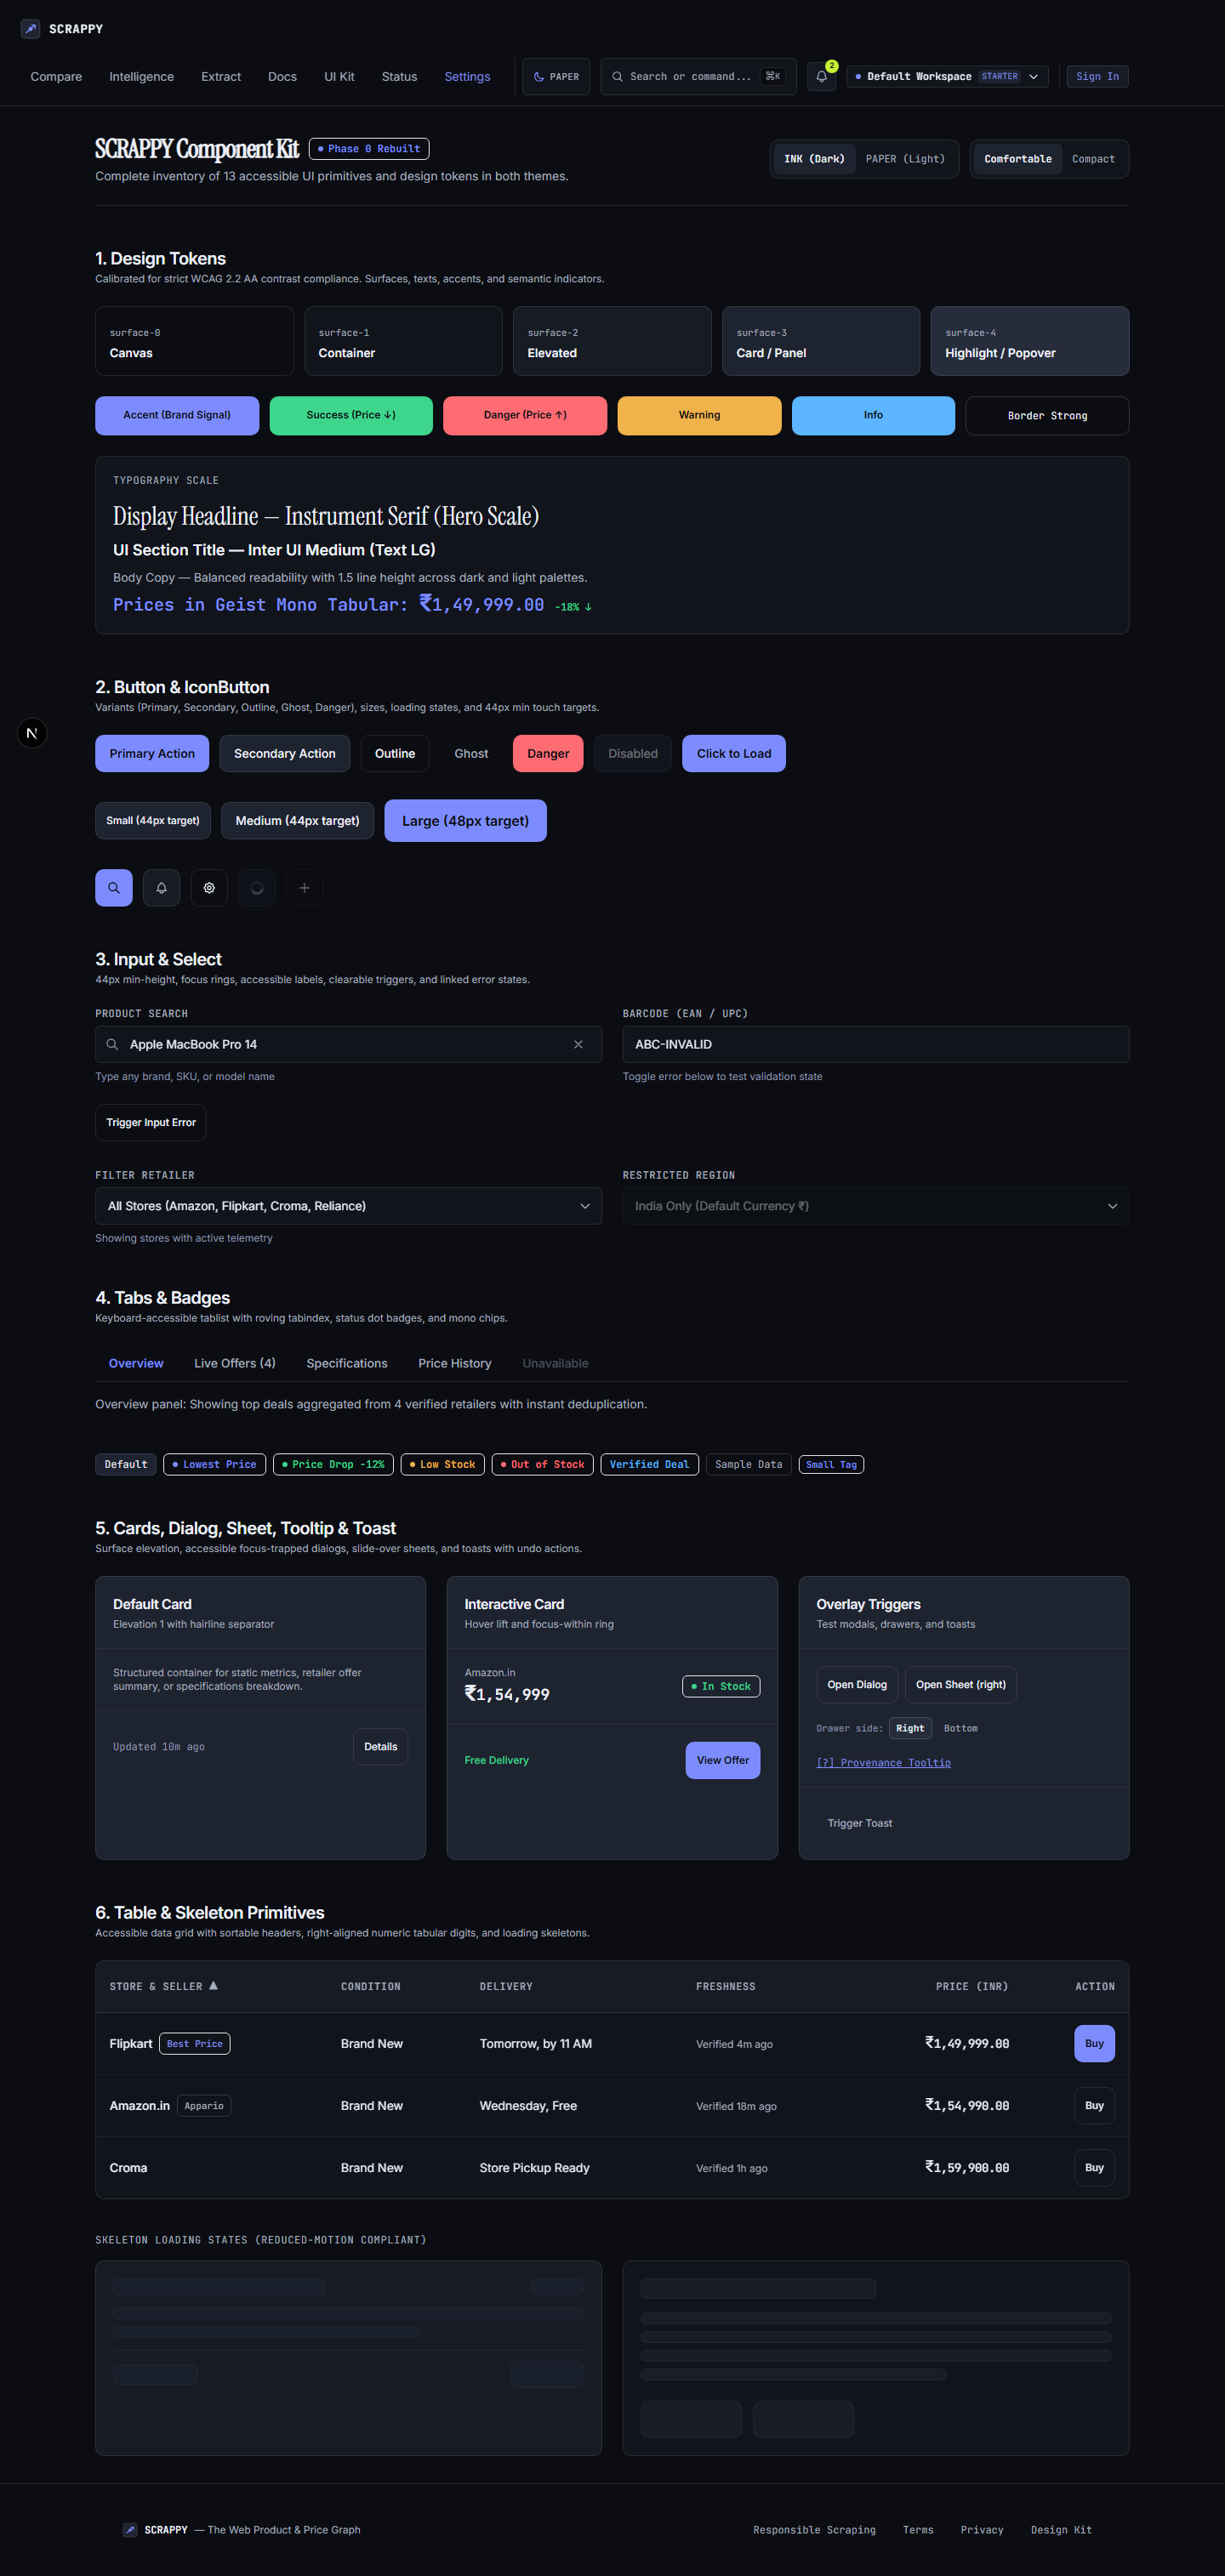 SCRAPPY
Compare Intelligence Extract Docs UI Kit Status Settings PAPER Search or command... ⌘K 2 Default Workspace STARTER Sign In
SCRAPPY Component Kit Phase 0 Rebuilt
Complete inventory of 13 accessible UI primitives and design tokens in both themes.
INK (Dark) PAPER (Light) Comfortable Compact
1. Design Tokens
Calibrated for strict WCAG 2.2 AA contrast compliance. Surfaces, texts, accents, and semantic indicators.
surface-0 surface-1 surface-2 surface-3 surface-4
Canvas Container Elevated Card / Panel Highlight / Popover
Accent (Brand Signal) Success (Price ↓) Danger (Price ↑) Warning Info Border Strong
TYPOGRAPHY SCALE
Display Headline — Instrument Serif (Hero Scale)
UI Section Title — Inter UI Medium (Text LG)
Body Copy — Balanced readability with 1.5 line height across dark and light palettes.
Prices in Geist Mono Tabular: ₹1,49,999.00 -18% ↓
2. Button & IconButton
Variants (Primary, Secondary, Outline, Ghost, Danger), sizes, loading states, and 44px min touch targets.
N
Primary Action Secondary Action Outline Ghost Danger Disabled Click to Load
Small (44px target) Medium (44px target) Large (48px target)
3. Input & Select
44px min-height, focus rings, accessible labels, clearable triggers, and linked error states.
PRODUCT SEARCH BARCODE (EAN / UPC)
Apple MacBook Pro 14 ABC-INVALID
Type any brand, SKU, or model name Toggle error below to test validation state
Trigger Input Error
FILTER RETAILER RESTRICTED REGION
All Stores (Amazon, Flipkart, Croma, Reliance) India Only (Default Currency ₹)
Showing stores with active telemetry
4. Tabs & Badges
Keyboard-accessible tablist with roving tabindex, status dot badges, and mono chips.
Overview Live Offers (4) Specifications Price History Unavailable
Overview panel: Showing top deals aggregated from 4 verified retailers with instant deduplication.
Default Lowest Price Price Drop -12% Low Stock Out of Stock Verified Deal Sample Data Small Tag
5. Cards, Dialog, Sheet, Tooltip & Toast
Surface elevation, accessible focus-trapped dialogs, slide-over sheets, and toasts with undo actions.
Default Card
Elevation 1 with hairline separator
Structured container for static metrics, retailer offer
summary, or specifications breakdown.
Updated 10m ago Details
Interactive Card
Hover lift and focus-within ring
Amazon.in
₹1,54,999 In Stock
Free Delivery View Offer
Overlay Triggers
Test modals, drawers, and toasts
Open Dialog Open Sheet (right)
Drawer side: Right Bottom
[?] Provenance Tooltip
Trigger Toast
6. Table & Skeleton Primitives
Accessible data grid with sortable headers, right-aligned numeric tabular digits, and loading skeletons.
STORE & SELLER ▲ CONDITION DELIVERY FRESHNESS PRICE (INR) ACTION
Flipkart Best Price Brand New Tomorrow, by 11 AM Verified 4m ago ₹1,49,999.00 Buy
Amazon.in Appario Brand New Wednesday, Free Verified 18m ago ₹1,54,990.00 Buy
Croma Brand New Store Pickup Ready Verified 1h ago ₹1,59,900.00 Buy
SKELETON LOADING STATES (REDUCED-MOTION COMPLIANT)
SCRAPPY — The Web Product & Price Graph Responsible Scraping Terms Privacy Design Kit